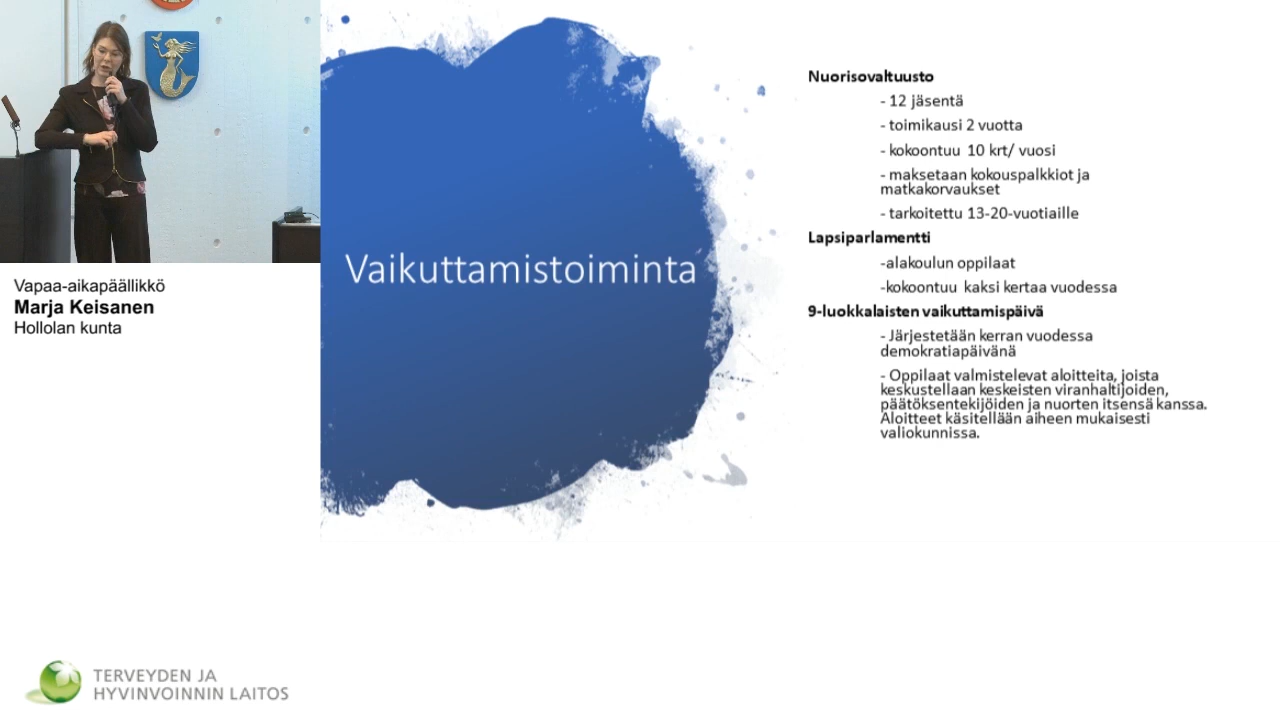 Vapaa-aikapäällikkö
Marja Keisanen
Hollolan kunta
Vaikuttamistoiminta
Nuorisovaltuusto
- 12 jäsentä
- toimikausi 2 vuotta
- kokoontuu 10 krt/ vuosi
- maksetaan kokouspalkkiot ja
matkakorvaukset
- tarkoitettu 13-20-vuotiaille
Lapsiparlamentti
-alakoulun oppilaat
-kokoontuu kaksi kertaa vuodessa
9-luokkalaisten vaikuttamispäivä
- Järjestetään kerran vuodessa
demokratiapäivänä
- Oppilaat valmistelevat aloitteita, joista
keskustellaan keskeisten viranhaltijoiden,
päätöksentekijöiden ja nuorten itsensä kanssa.
Aloitteet käsitellään aiheen mukaisesti
valiokunnissa.
TERVEYDEN JA
HYVINVOINNIN LAITOS